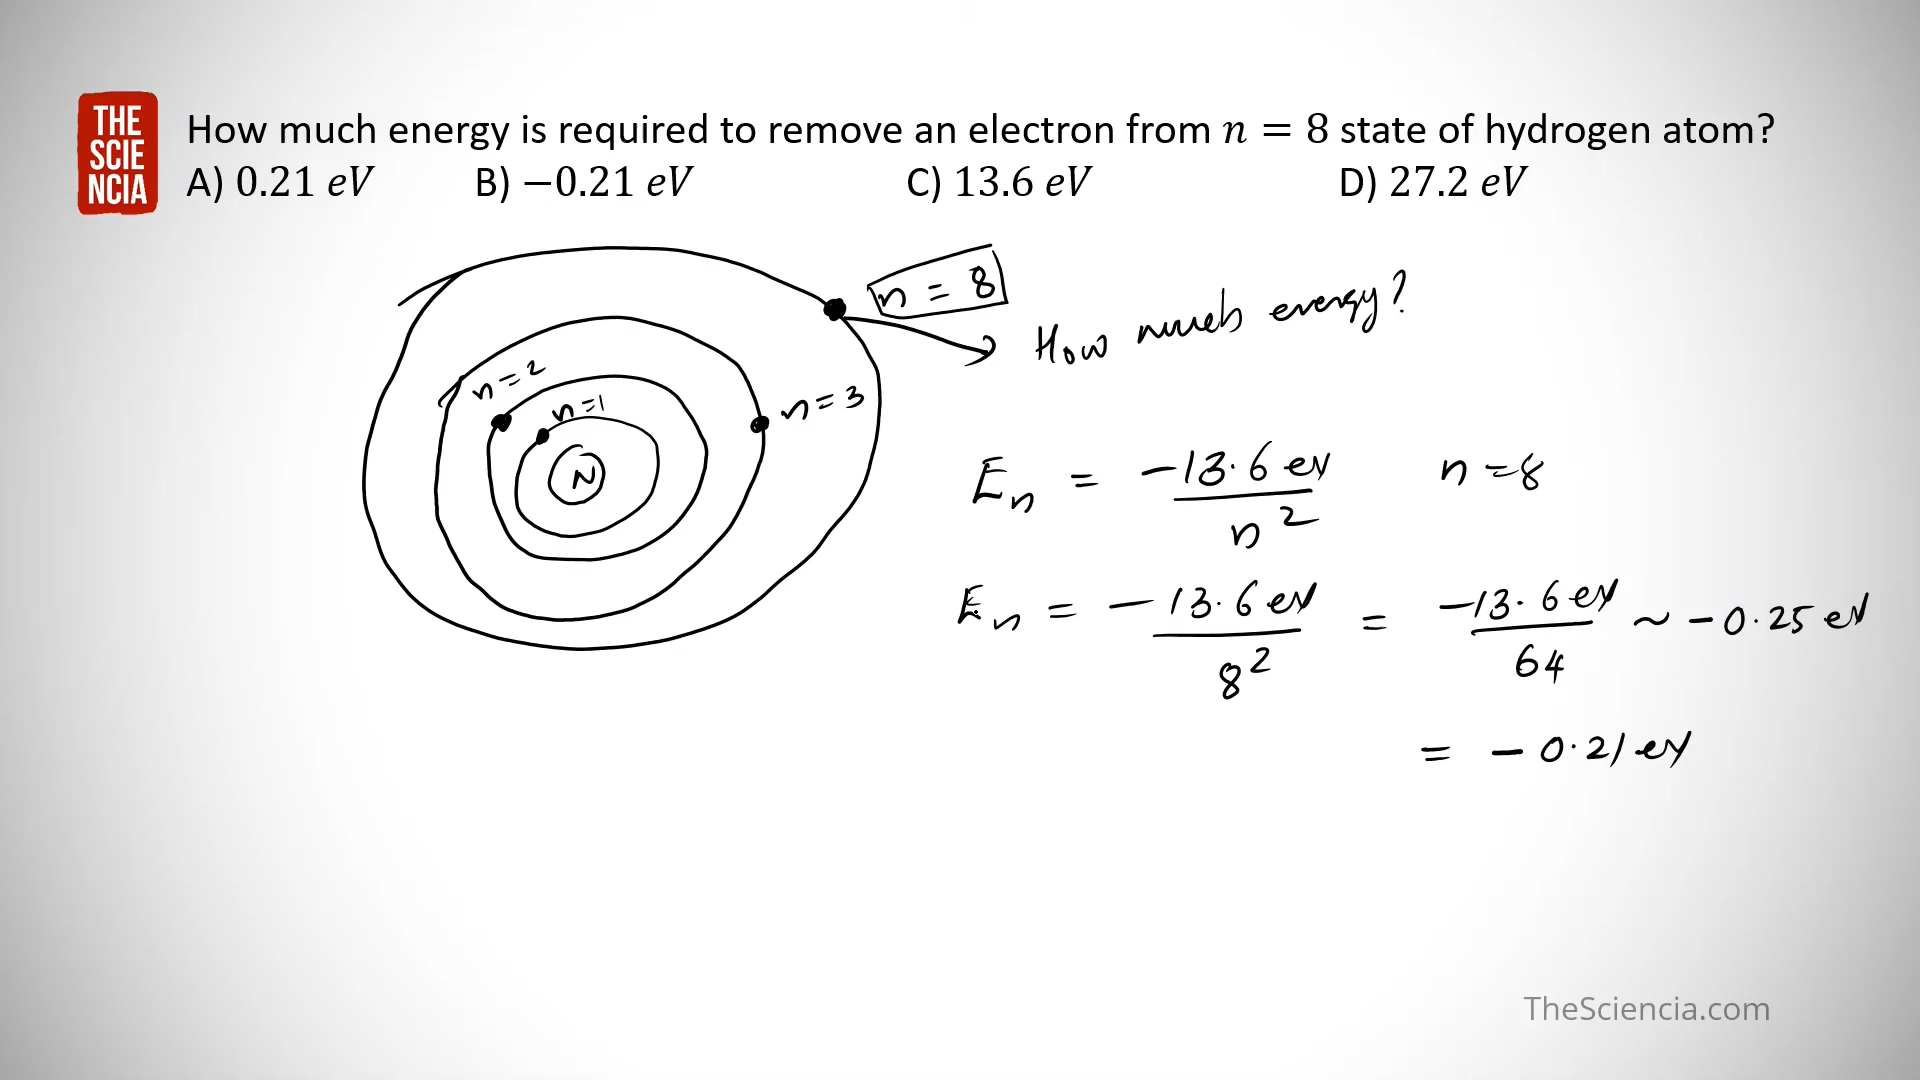 THE
SCIE
NCIA
How much energy is required to remove an electron from n = 8 state of hydrogen atom?
A) 0.21 eV B) −0.21 eV C) 13.6 eV D) 27.2 eV
n = 8
How much energy?
n = 2
n = 1
n = 3
N
En = −13.6 eV / n² n = 8
En = −13.6 eV / 8² = −13.6 eV / 64 ~ −0.25 eV
= −0.21 eV
TheSciencia.com